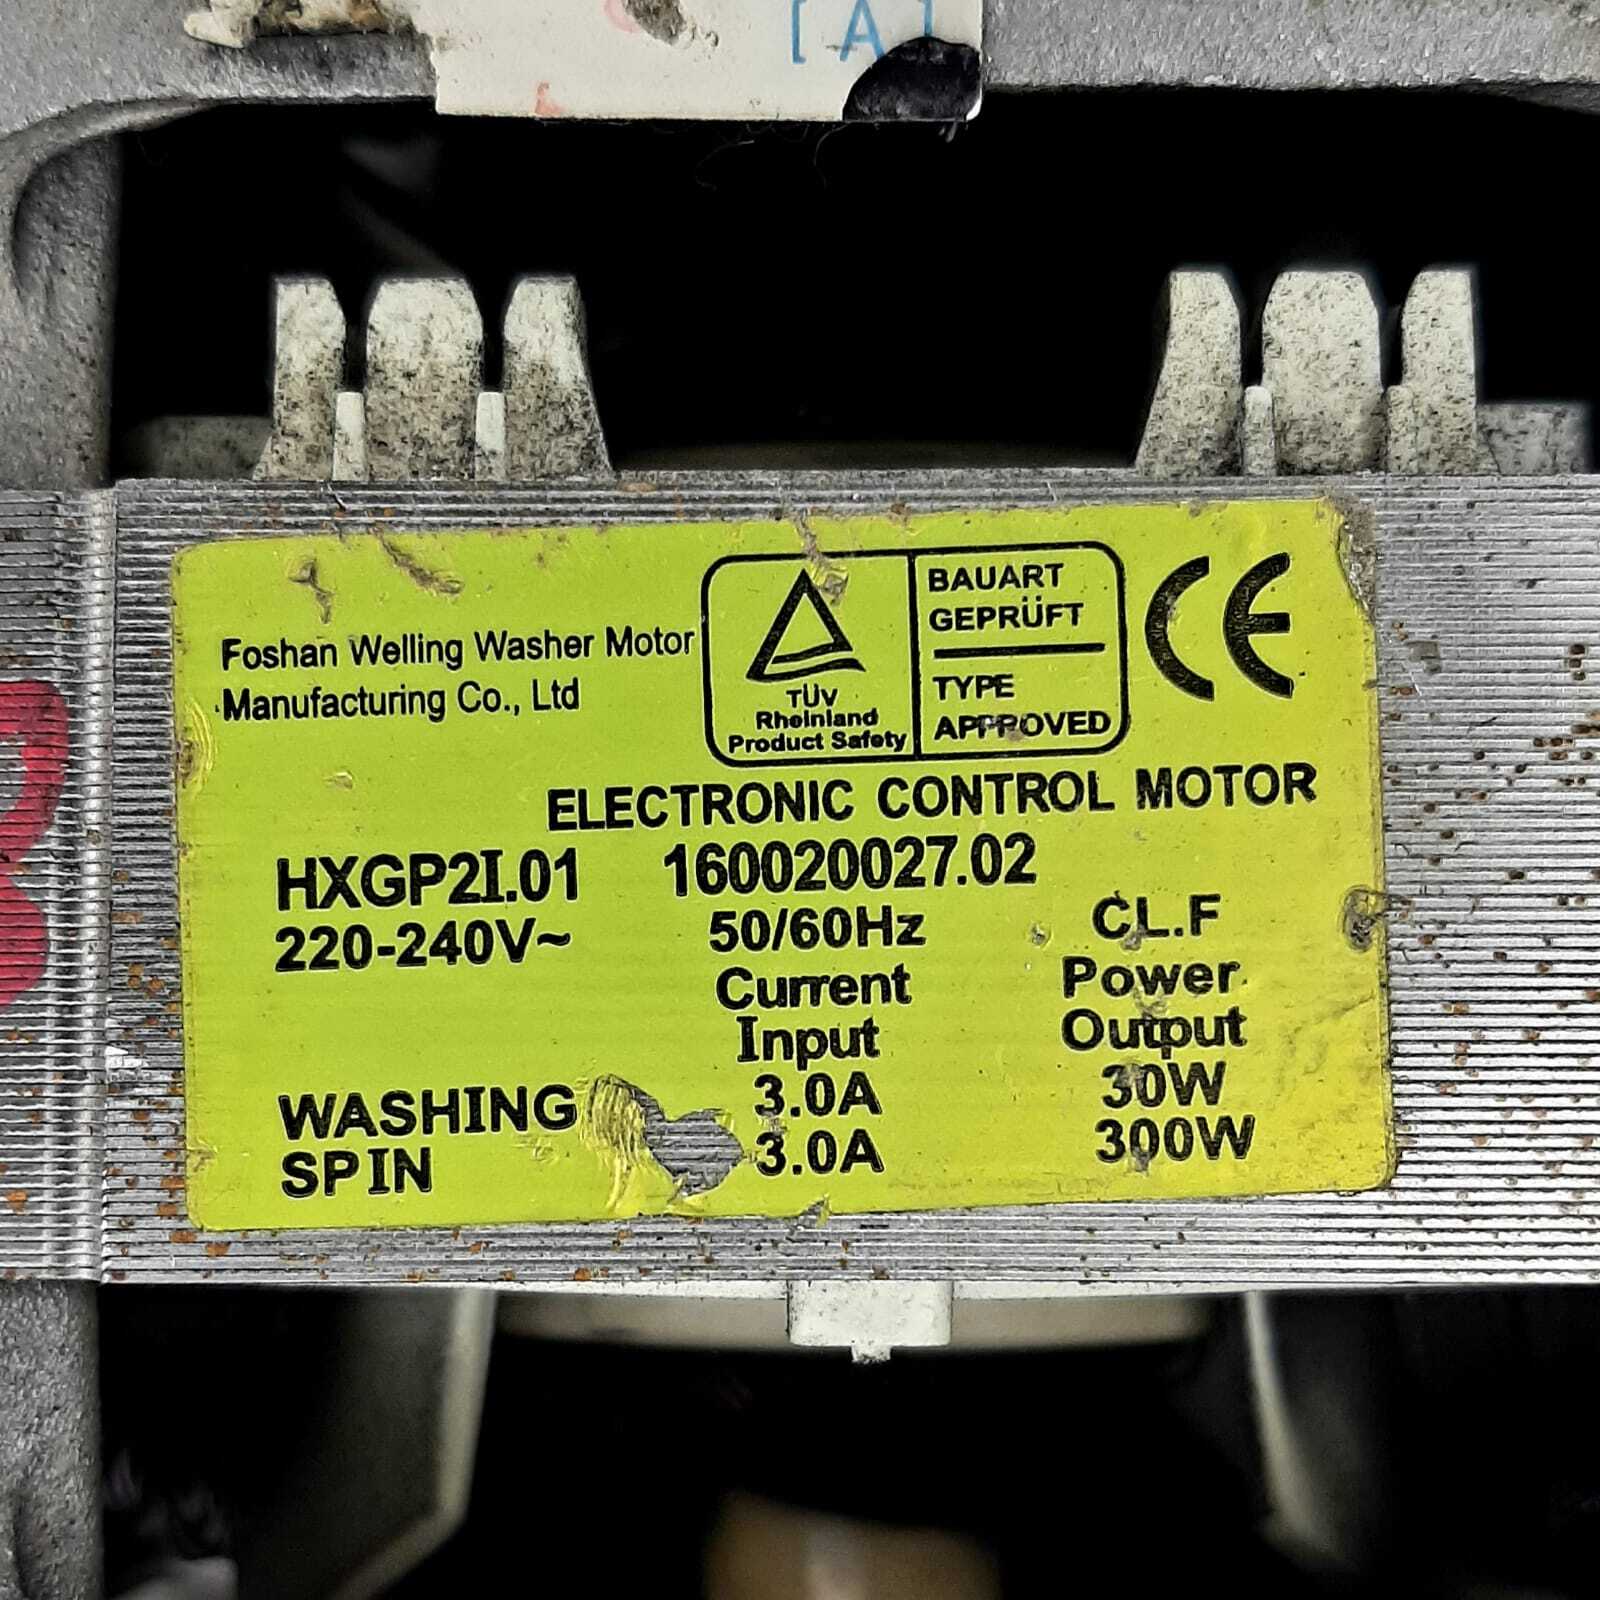 [A]
Foshan Welling Washer Motor
Manufacturing Co., Ltd
TÜV
Rheinland
Product Safety
BAUART
GEPRÜFT
TYPE
APPROVED
CE
ELECTRONIC CONTROL MOTOR
HXGP2I.01 160020027.02
220-240V~ 50/60Hz CL.F
Current Power
Input Output
WASHING 3.0A 30W
SPIN 3.0A 300W